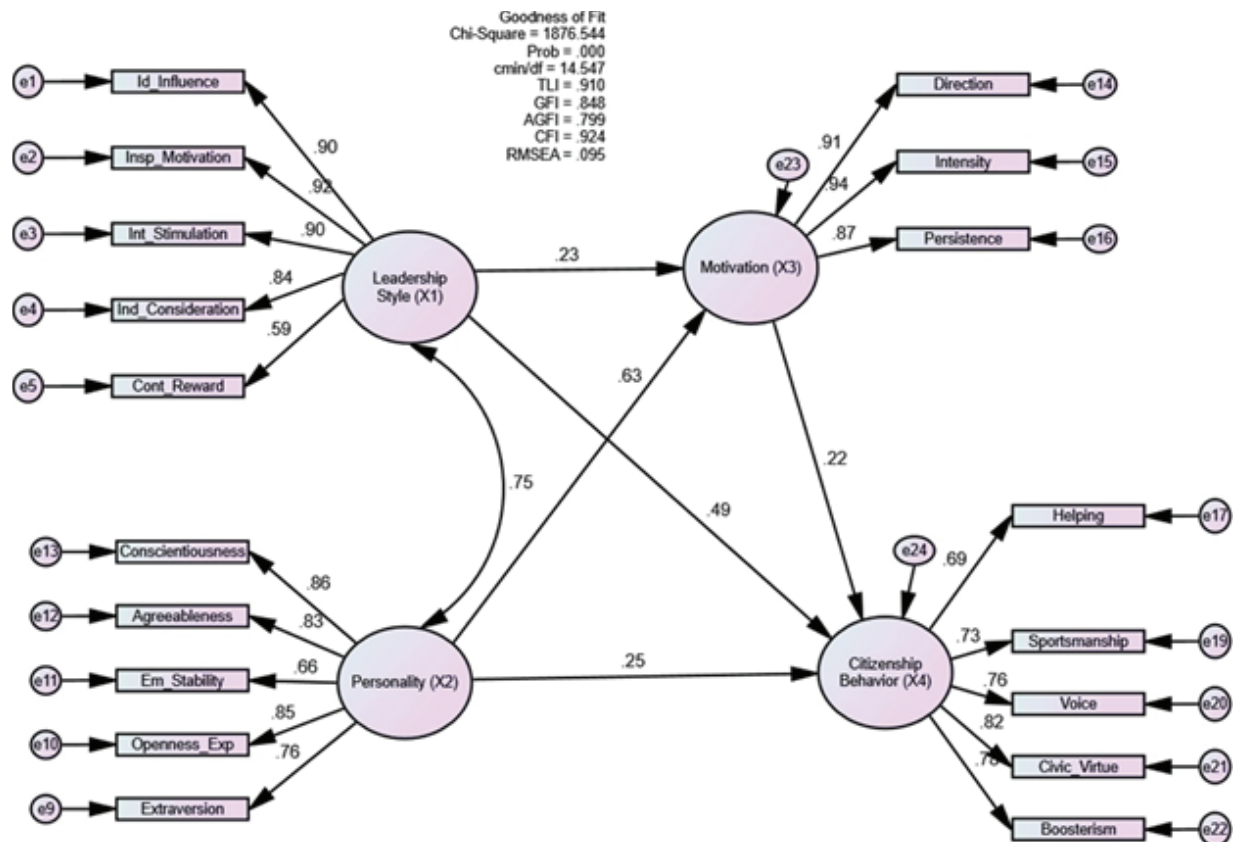 Goodness of Fit
Chi-Square = 1876.544
Prob = .000
cmin/df = 14.547
TLI = .910
GFI = .848
AGFI = .799
CFI = .924
RMSEA = .095
e1
Id_Influence
.90
e2
Insp_Motivation
.92
e3
Int_Stimulation
.90
e4
Ind_Consideration
.84
e5
Cont_Reward
.59
Leadership
Style (X1)
.23
e23
Motivation (X3)
.91
Direction
e14
.94
Intensity
e15
.87
Persistence
e16
.63
.75
.49
.22
e13
Conscientiousness
.86
e12
Agreeableness
.83
e11
Em_Stability
.66
e10
Openness_Exp
.85
e9
Extraversion
.76
Personality (X2)
.25
e24
Citizenship
Behavior (X4)
.69
Helping
e17
.73
Sportsmanship
e19
.76
Voice
e20
.82
Civic_Virtue
e21
.78
Boosterism
e22